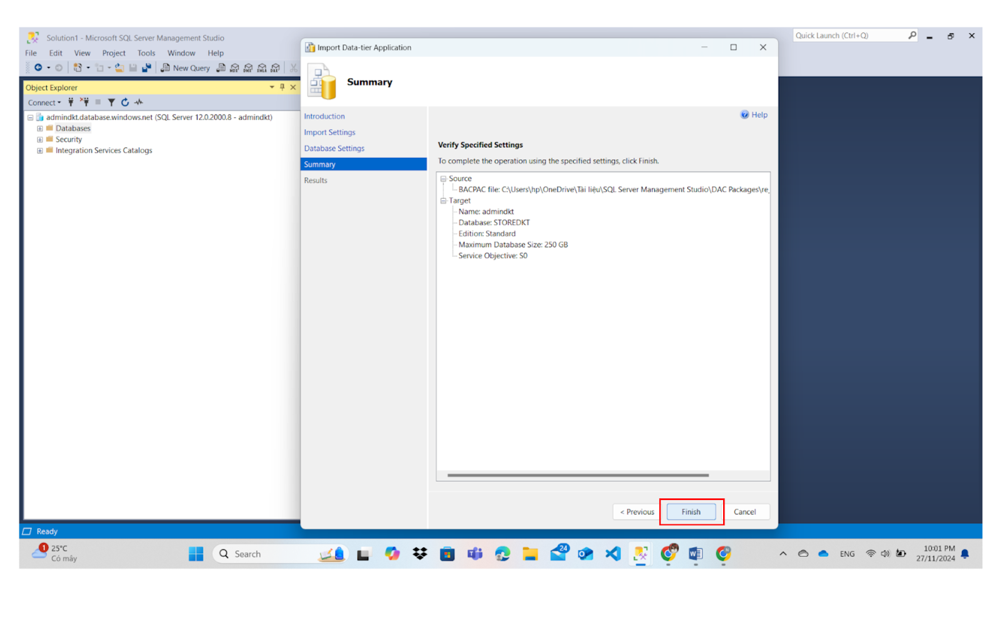 Solution1 - Microsoft SQL Server Management Studio
Quick Launch (Ctrl+Q)
File Edit View Project Tools Window Help
New Query
Object Explorer
Connect
admindkt.database.windows.net (SQL Server 12.0.2000.8 - admindkt)
Databases
Security
Integration Services Catalogs
Import Data-tier Application
Summary
Introduction
Import Settings
Database Settings
Summary
Results
Help
Verify Specified Settings
To complete the operation using the specified settings, click Finish.
Source
BACPAC file: C:\Users\hp\OneDrive\Tài liệu\SQL Server Management Studio\DAC Packages\re_
Target
Name: admindkt
Database: STOREDKT
Edition: Standard
Maximum Database Size: 250 GB
Service Objective: S0
< Previous Finish Cancel
Ready
1
25°C
Có mây
Search
24
ENG
10:01 PM
27/11/2024